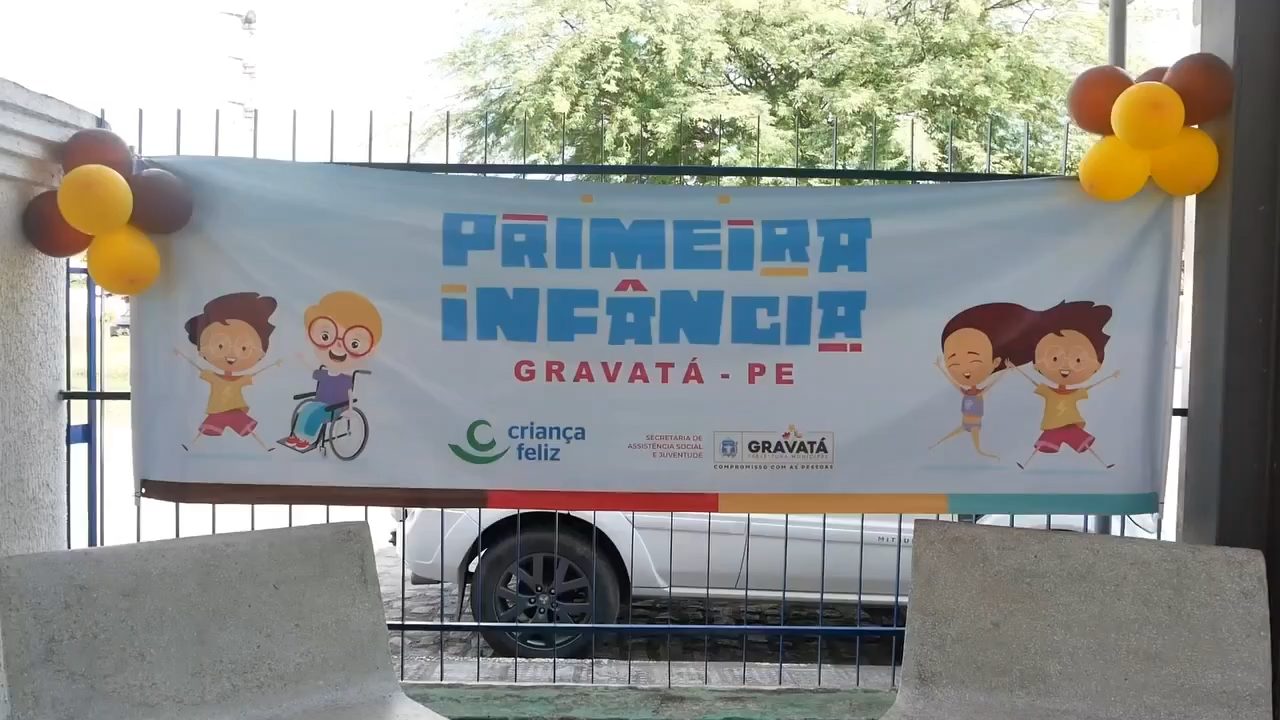 PRIMEIRA
INFÂNCIA
GRAVATÁ - PE
criança
feliz
SECRETARIA DE
ASSISTÊNCIA SOCIAL
E JUVENTUDE
GRAVATÁ
PREFEITURA MUNICIPAL
COMPROMISSO COM AS PESSOAS